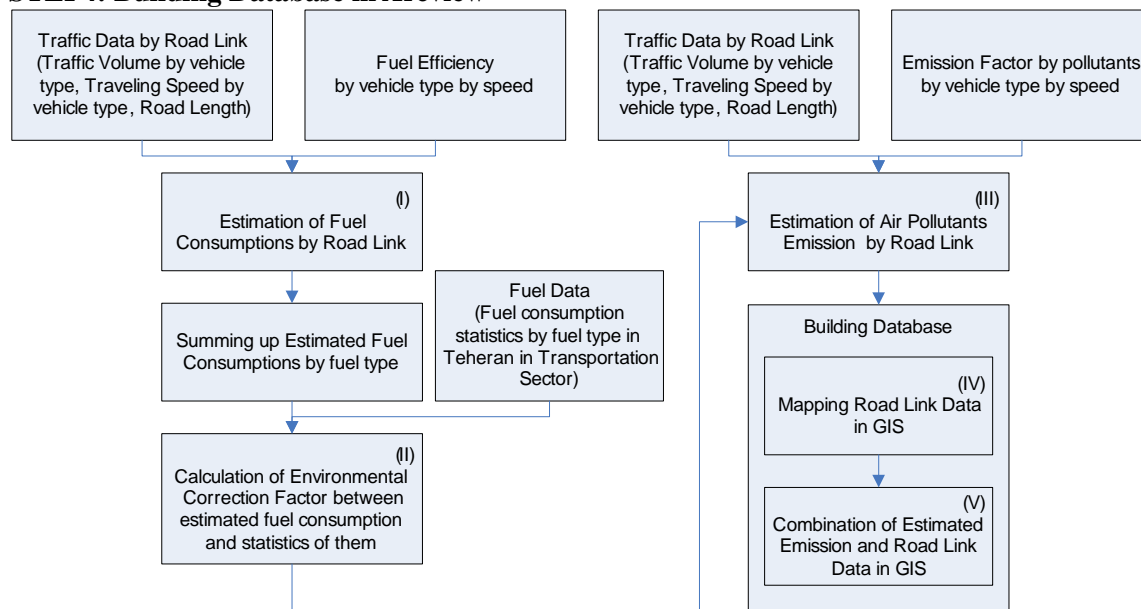 Traffic Data by Road Link
(Traffic Volume by vehicle
type, Traveling Speed by
vehicle type, Road Length)
Fuel Efficiency
by vehicle type by speed
Traffic Data by Road Link
(Traffic Volume by vehicle
type, Traveling Speed by
vehicle type, Road Length)
Emission Factor by pollutants
by vehicle type by speed
(I)
Estimation of Fuel
Consumptions by Road Link
(III)
Estimation of Air Pollutants
Emission by Road Link
Summing up Estimated Fuel
Consumptions by fuel type
Fuel Data
(Fuel consumption
statistics by fuel type in
Teheran in Transportation
Sector)
Building Database
(IV)
Mapping Road Link Data
in GIS
(II)
Calculation of Environmental
Correction Factor between
estimated fuel consumption
and statistics of them
(V)
Combination of Estimated
Emission and Road Link
Data in GIS